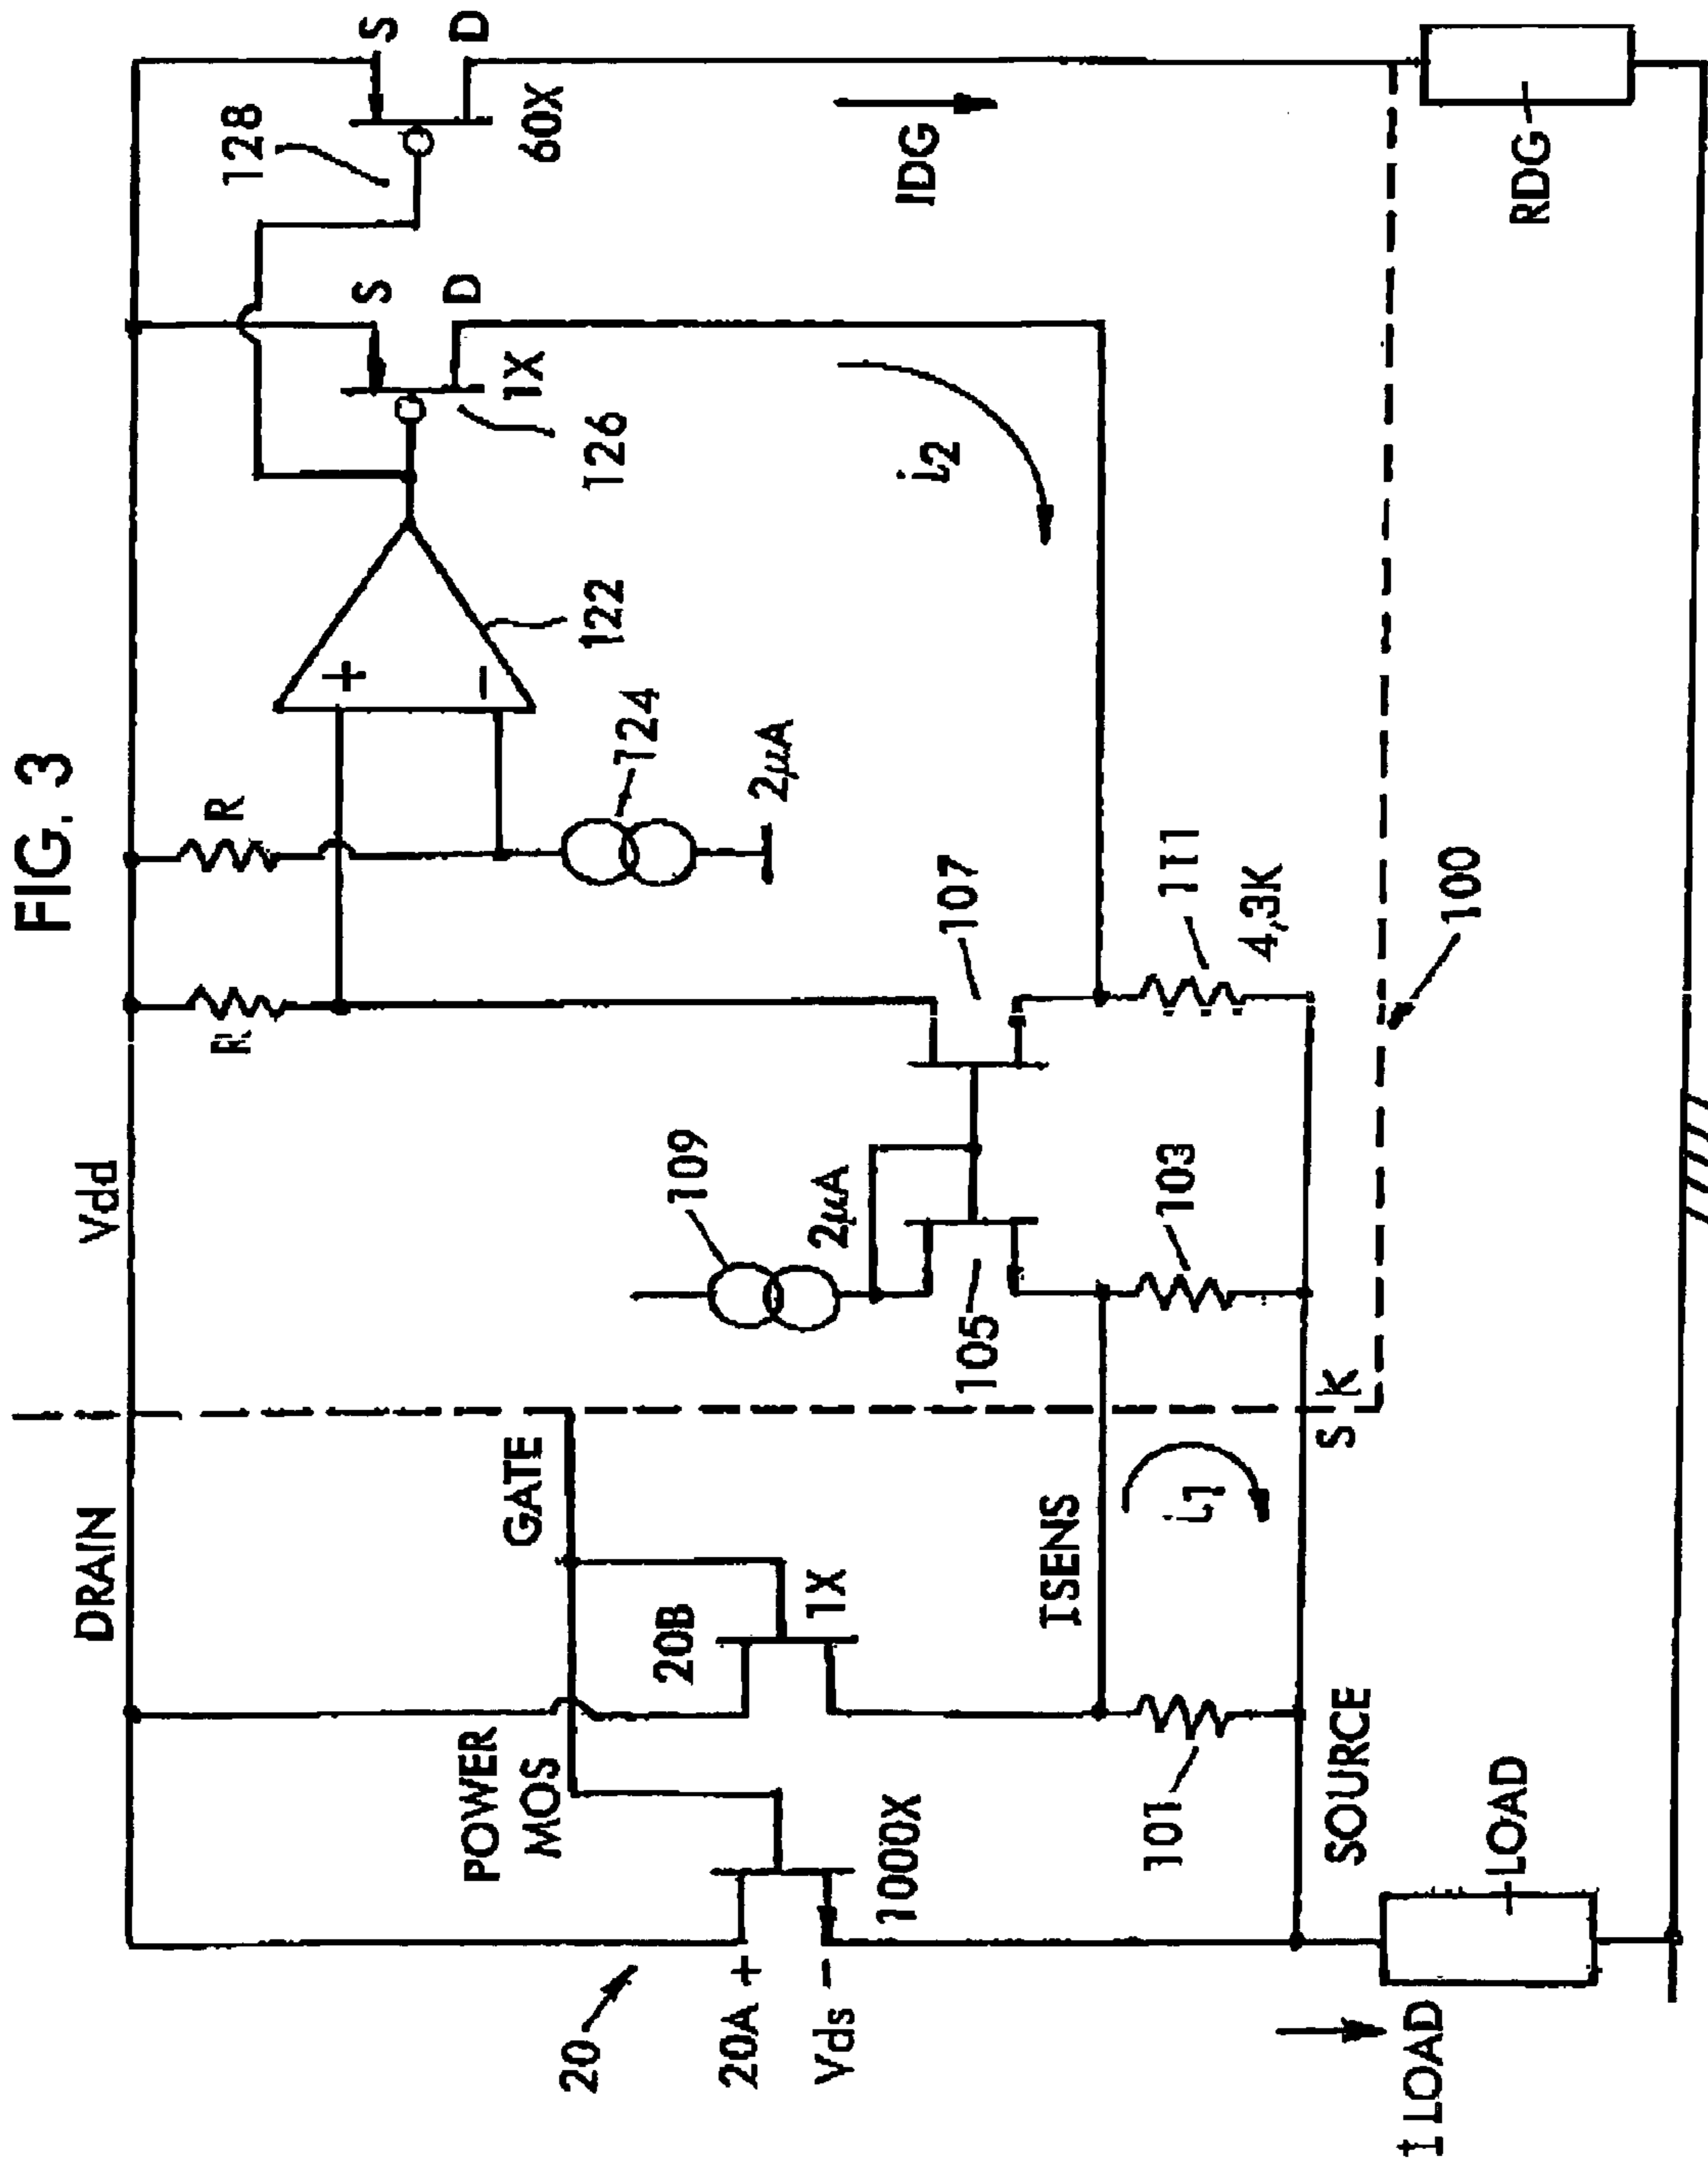 FIG. 3
DRAIN
Vdd
R
R
S
D
128
60X
S
D
1X
126
+
−
122
124
2µA
GATE
109
2µA
107
POWER
MOS
20B
1X
20
20A +
Vds −
1000X
105
i2
IDG
ISENS
i1
103
111
4,3K
101
SOURCE
S K
100
RDG
I LOAD
LOAD